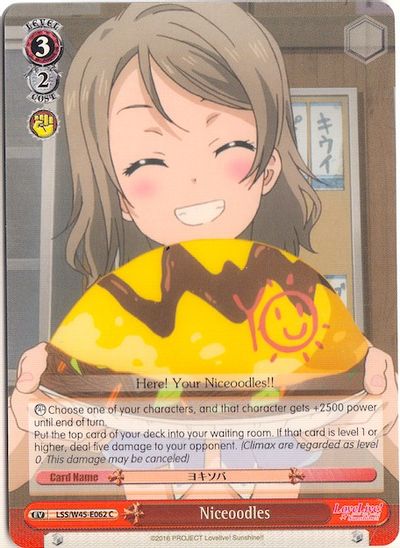 LEVEL
3
2
COST
キウイ
YO
Here! Your Niceoodles!!
Choose one of your characters, and that character gets +2500 power
until end of turn.
Put the top card of your deck into your waiting room. If that card is level 1 or
higher, deal five damage to your opponent. (Climax are regarded as level
0. This damage may be canceled)
Card Name ヨキソバ
EV LSS/W45-E062 C Niceoodles LoveLive! Sunshine!!
©2016 PROJECT Lovelive! Sunshine!!